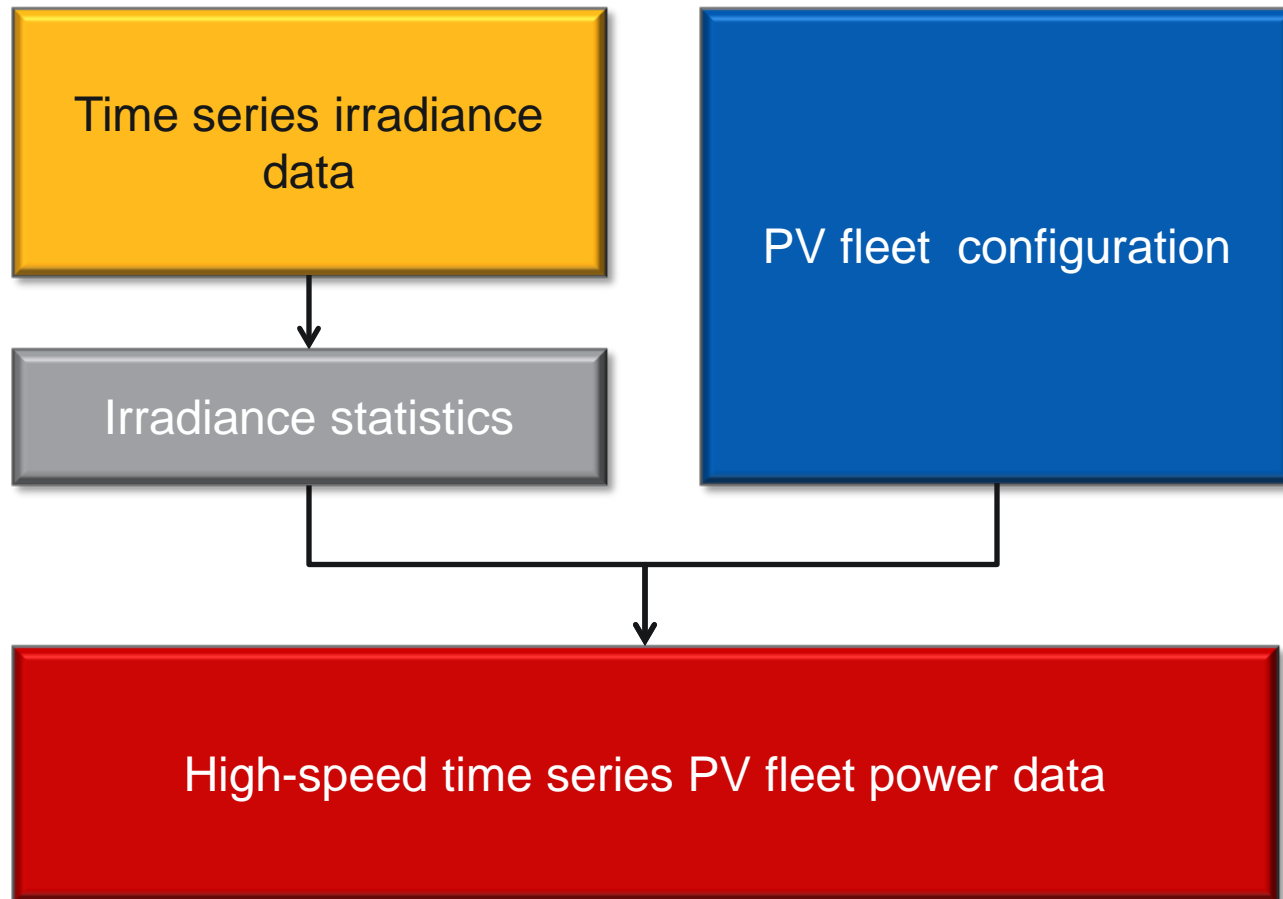 Time series irradiance
data
PV fleet  configuration
Irradiance statistics
High-speed time series PV fleet power data